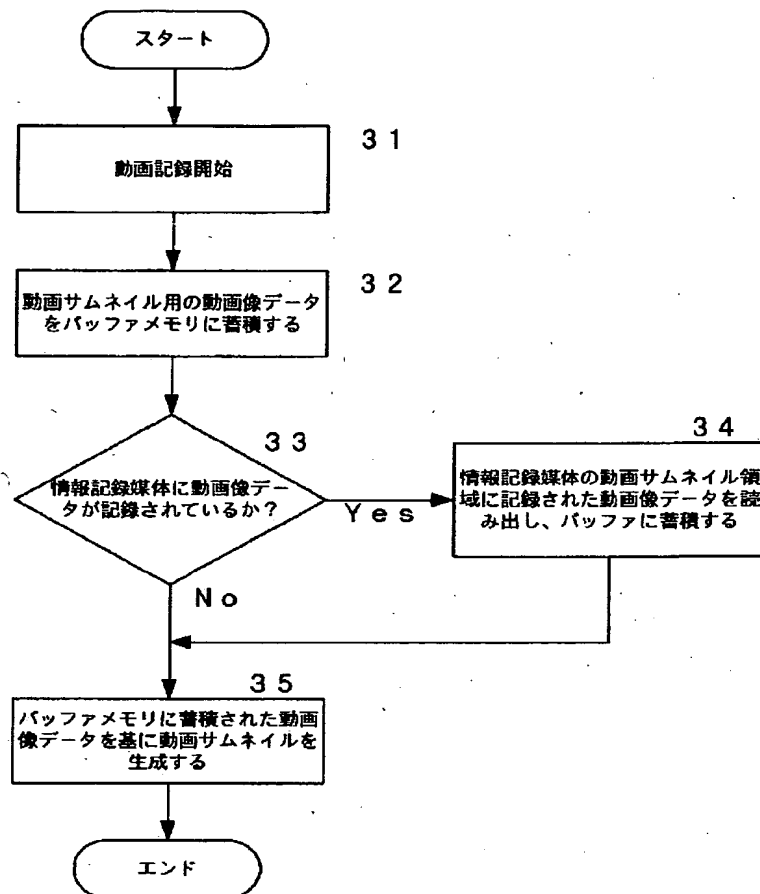 スタート
31
動画記録開始
32
動画サムネイル用の動画像データ
をバッファメモリに蓄積する
33
情報記録媒体に動画像デー
タが記録されているか?
Yes
34
情報記録媒体の動画サムネイル領
域に記録された動画像データを読
み出し、バッファに蓄積する
No
35
バッファメモリに蓄積された動画
像データを基に動画サムネイルを
生成する
エンド